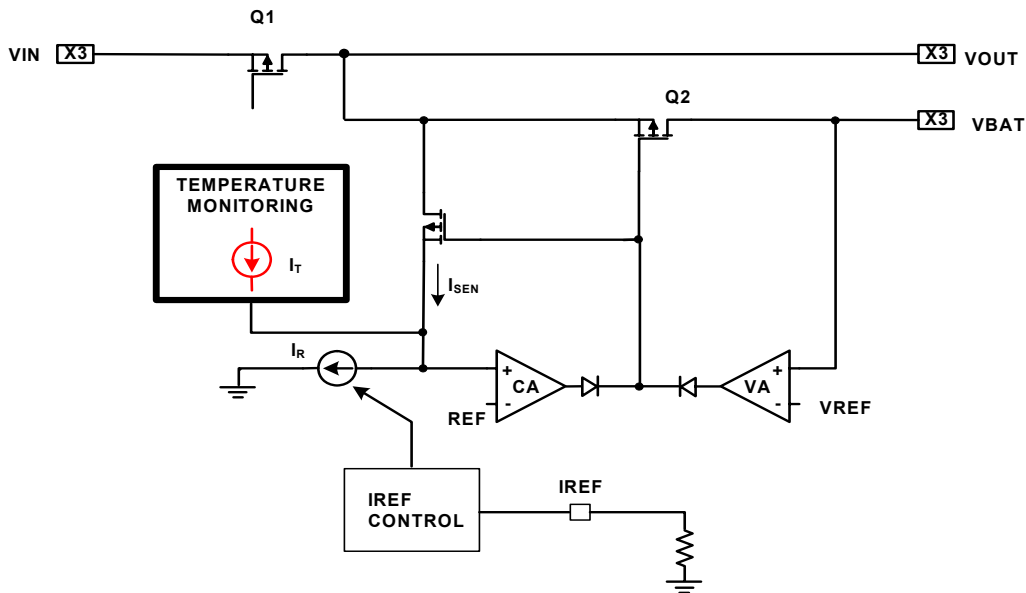 Q1
VIN X3
X3 VOUT
Q2
X3 VBAT
TEMPERATURE
MONITORING
IT
ISEN
IR
+
CA
-
REF
+
VA
-
VREF
IREF
CONTROL
IREF